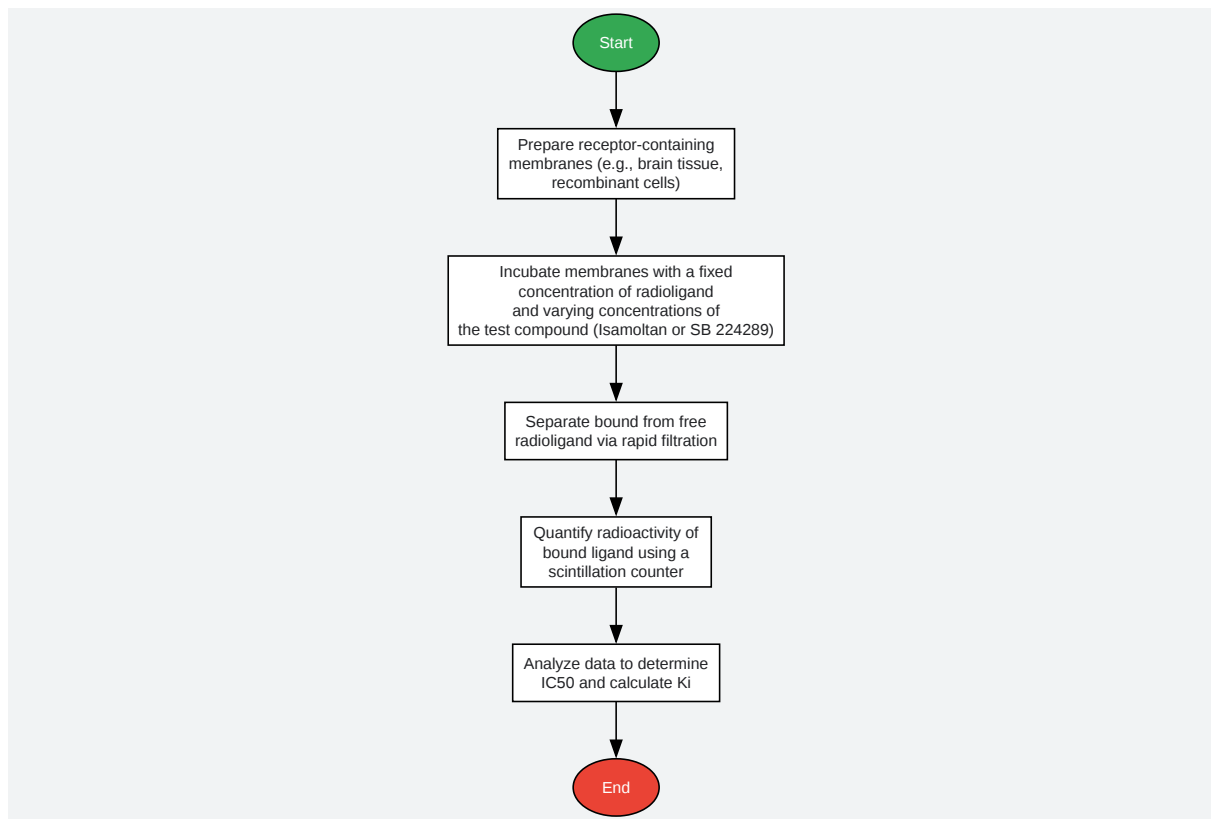 Start
Prepare receptor-containing
membranes (e.g., brain tissue,
recombinant cells)
Incubate membranes with a fixed
concentration of radioligand
and varying concentrations of
the test compound (Isamoltan or SB 224289)
Separate bound from free
radioligand via rapid filtration
Quantify radioactivity of
bound ligand using a
scintillation counter
Analyze data to determine
IC50 and calculate Ki
End